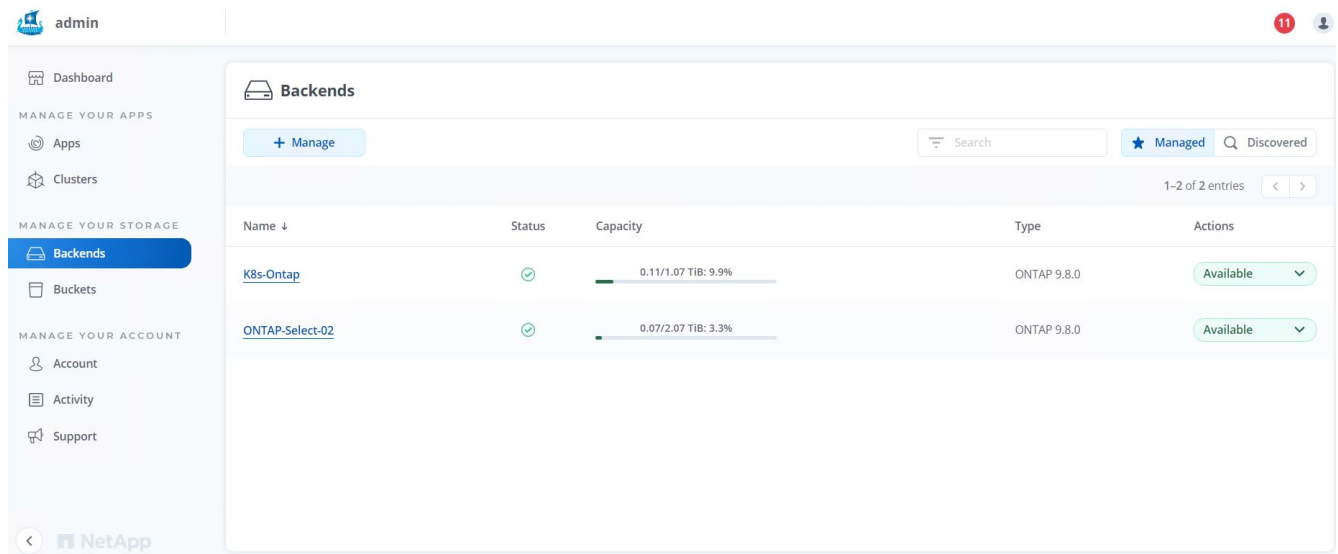 admin
11
Dashboard
MANAGE YOUR APPS
Apps
Clusters
MANAGE YOUR STORAGE
Backends
Buckets
MANAGE YOUR ACCOUNT
Account
Activity
Support
NetApp
Backends
+ Manage
Search
Managed
Discovered
1–2 of 2 entries
Name ↓ Status Capacity Type Actions
K8s-Ontap 0.11/1.07 TiB: 9.9% ONTAP 9.8.0 Available
ONTAP-Select-02 0.07/2.07 TiB: 3.3% ONTAP 9.8.0 Available